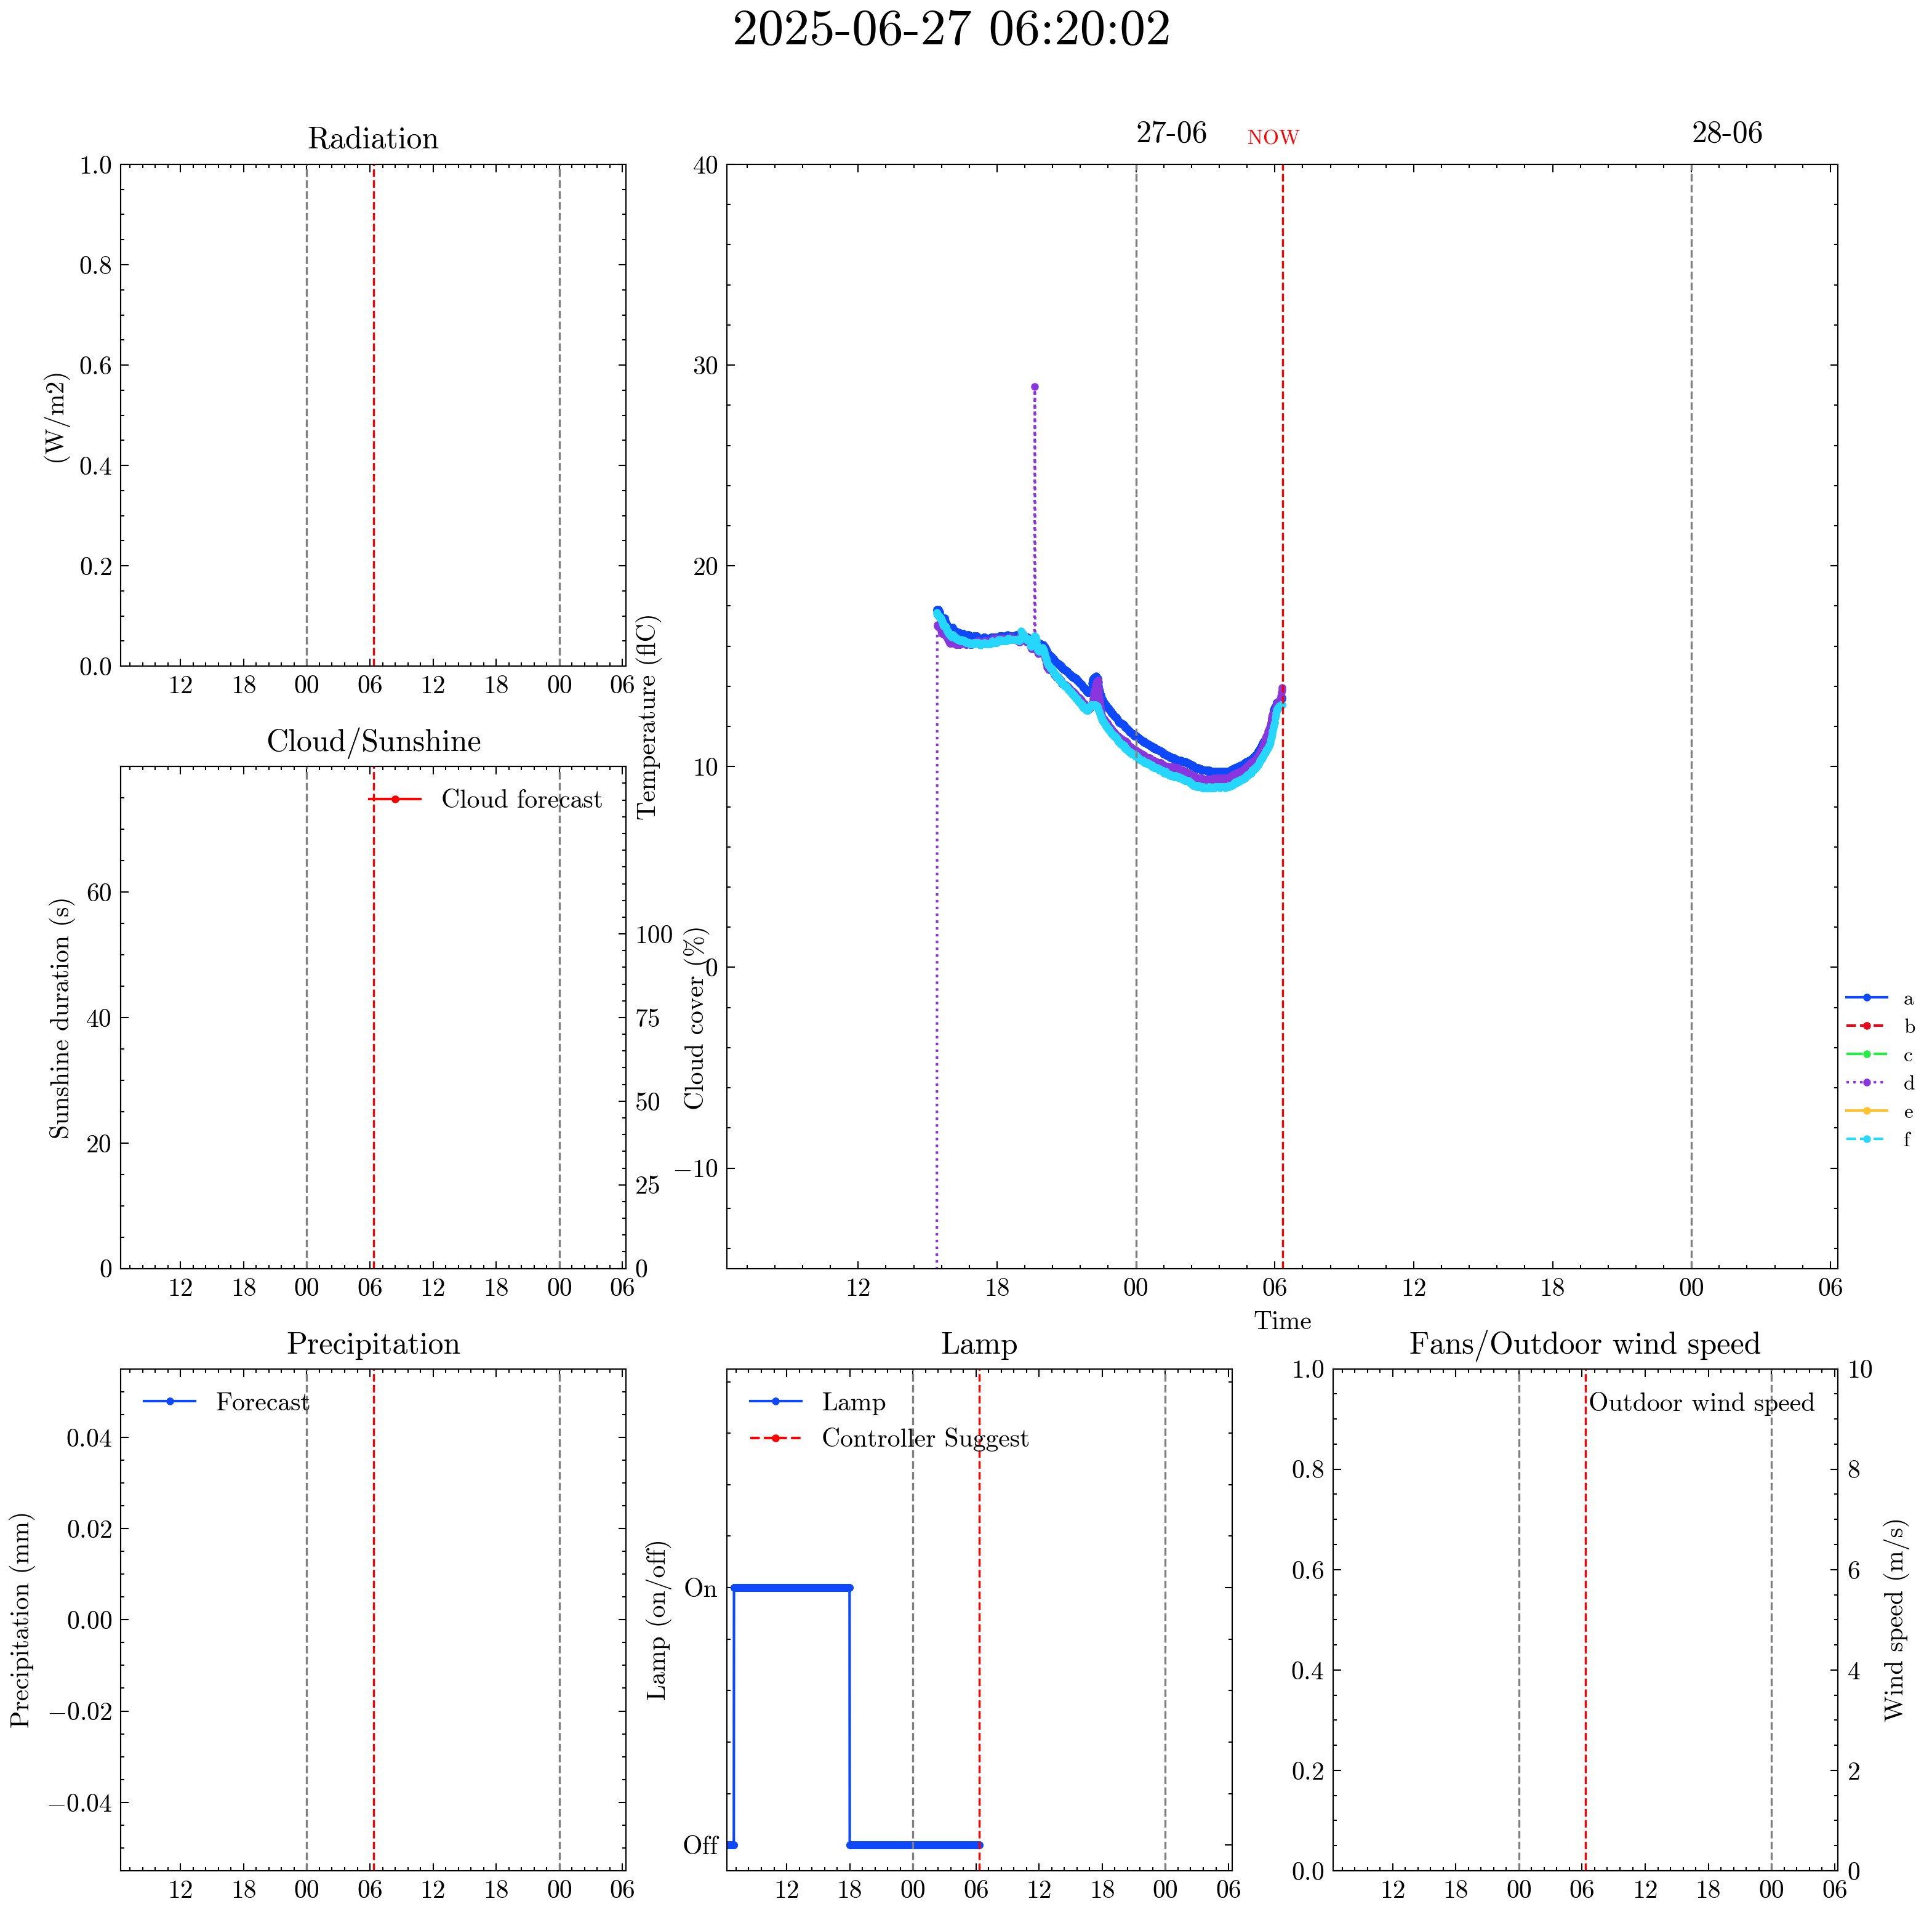 2025-06-27 06:20:02
Radiation
1.0
0.8
0.6
0.4
0.2
0.0
(W/m2)
12 18 00 06 12 18 00 06
27-06 NOW 28-06
40
30
20
10
0
−10
Temperature (flC)
12 18 00 06 12 18 00 06
Time
a
b
c
d
e
f
Cloud/Sunshine
Cloud forecast
60
40
20
0
Sunshine duration (s)
100
75
50
25
0
Cloud cover (%)
12 18 00 06 12 18 00 06
Precipitation
Forecast
0.04
0.02
0.00
−0.02
−0.04
Precipitation (mm)
12 18 00 06 12 18 00 06
Lamp
Lamp
Controller Suggest
On
Off
Lamp (on/off)
12 18 00 06 12 18 00 06
Fans/Outdoor wind speed
Outdoor wind speed
1.0
0.8
0.6
0.4
0.2
0.0
10
8
6
4
2
0
Wind speed (m/s)
12 18 00 06 12 18 00 06